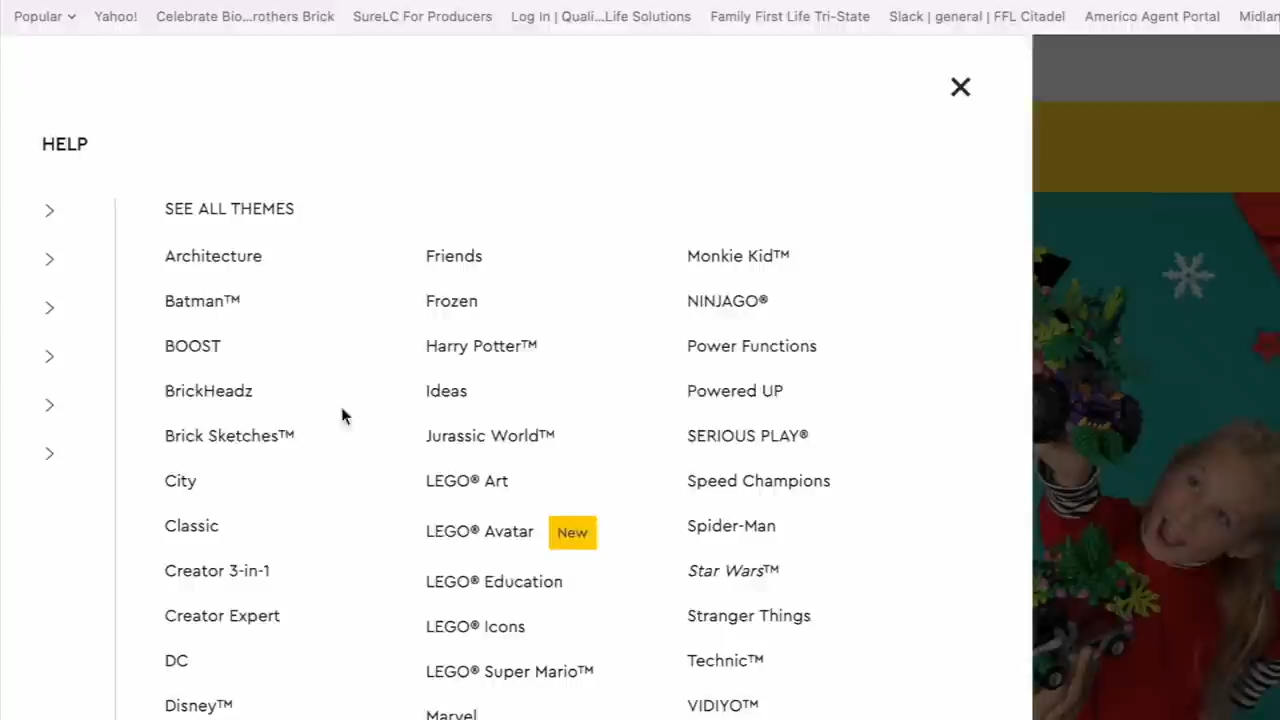 Popular Yahoo! Celebrate Bio...rothers Brick SureLC For Producers Log In | Quali...Life Solutions Family First Life Tri-State Slack | general | FFL Citadel Americo Agent Portal Midlan
HELP
SEE ALL THEMES
Architecture
Batman™
BOOST
BrickHeadz
Brick Sketches™
City
Classic
Creator 3-in-1
Creator Expert
DC
Disney™
Friends
Frozen
Harry Potter™
Ideas
Jurassic World™
LEGO® Art
LEGO® Avatar New
LEGO® Education
LEGO® Icons
LEGO® Super Mario™
Marvel
Monkie Kid™
NINJAGO®
Power Functions
Powered UP
SERIOUS PLAY®
Speed Champions
Spider-Man
Star Wars™
Stranger Things
Technic™
VIDIYO™